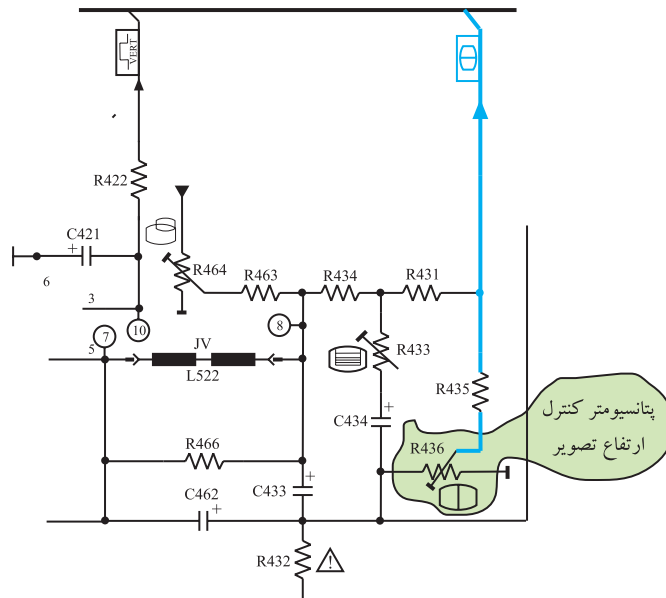 VERT
R422
C421
+
6
R464
R463
R434
R431
3
10
8
7
5
JV
L522
R433
R435
+
C434
R436
پتانسیومتر کنترل
ارتفاع تصویر
R466
+
C433
C462
+
R432
!